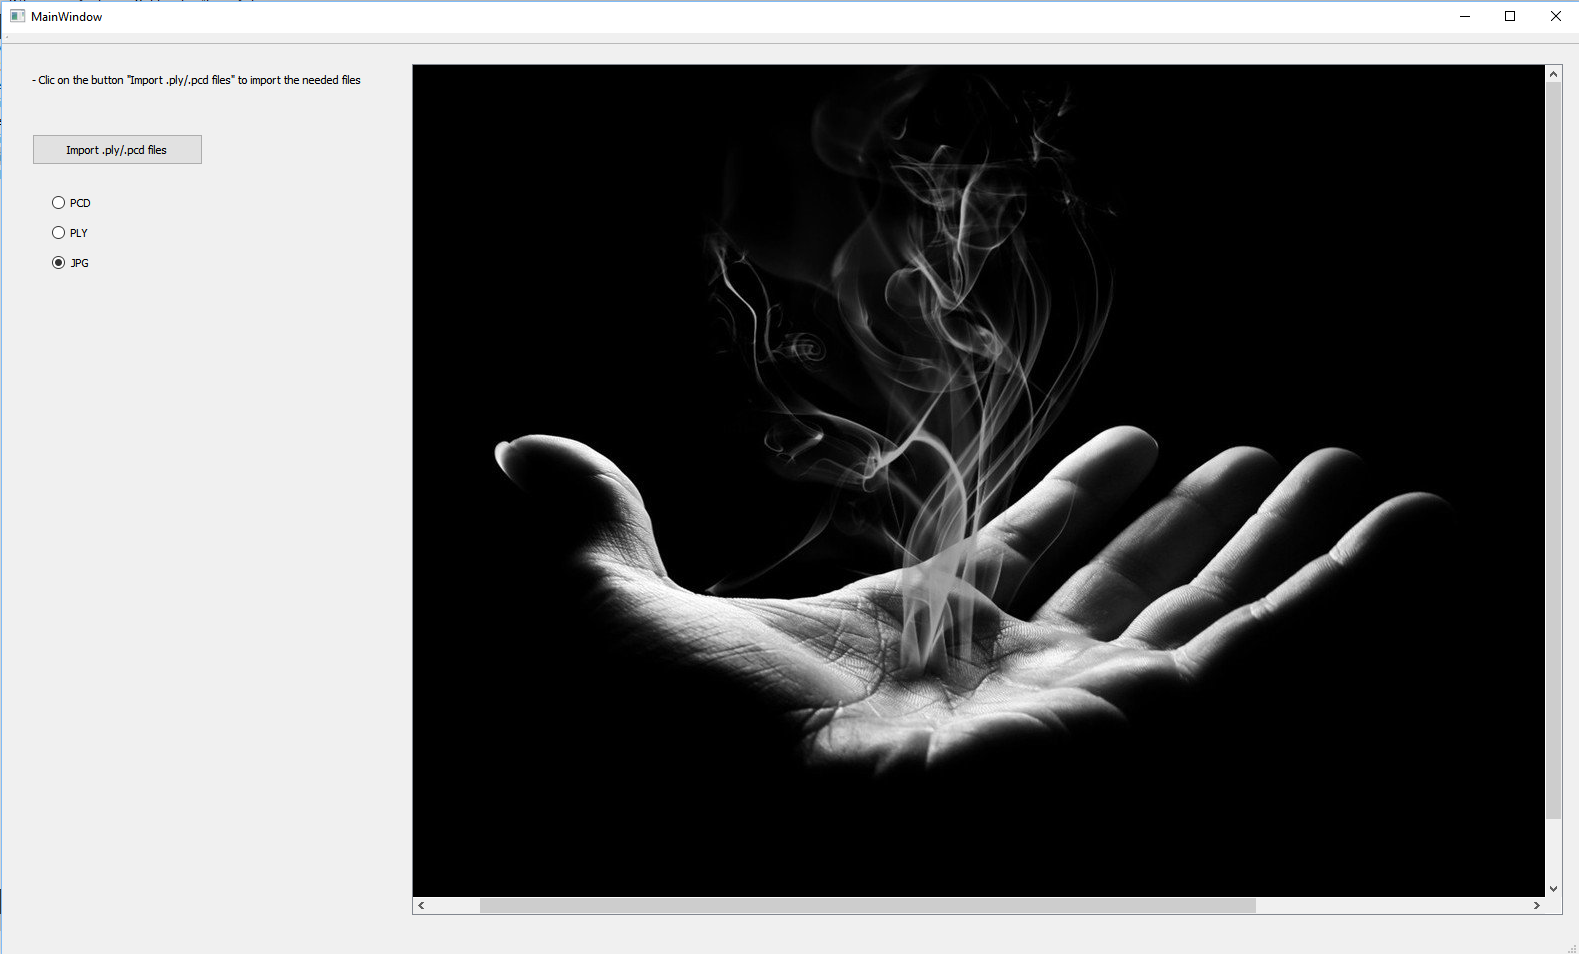 MainWindow
- Clic on the button "Import .ply/.pcd files" to import the needed files
Import .ply/.pcd files
PCD
PLY
JPG